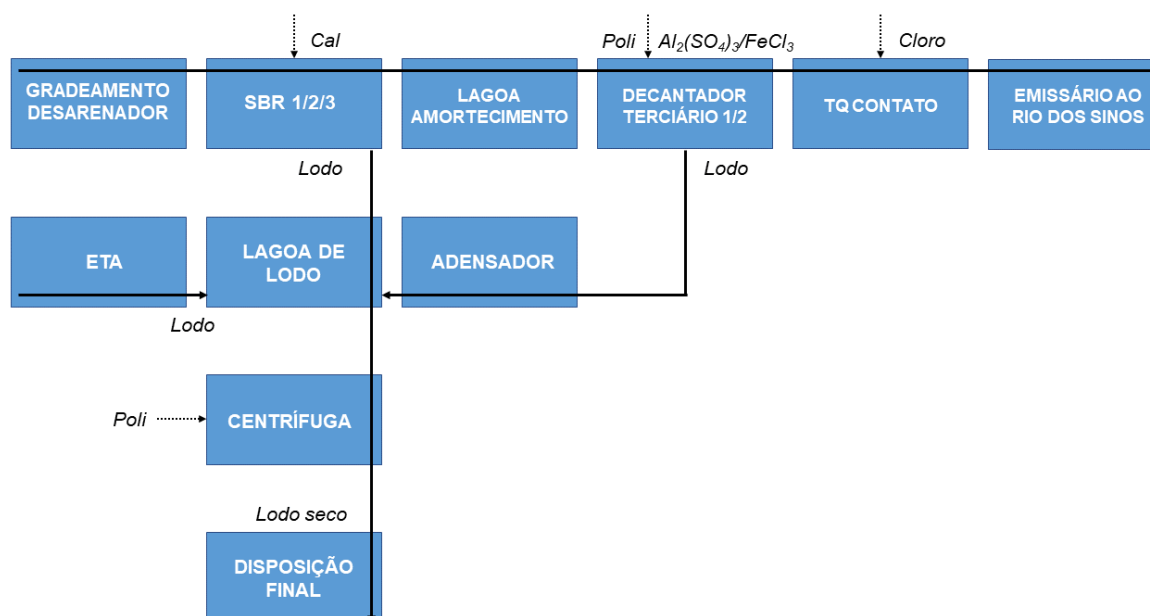 Cal
Poli
Al2(SO4)3/FeCl3
Cloro
GRADEAMENTO
DESARENADOR
SBR 1/2/3
LAGOA
AMORTECIMENTO
DECANTADOR
TERCIÁRIO 1/2
TQ CONTATO
EMISSÁRIO AO
RIO DOS SINOS
Lodo
Lodo
ETA
LAGOA DE
LODO
ADENSADOR
Lodo
Poli
CENTRÍFUGA
Lodo seco
DISPOSIÇÃO
FINAL